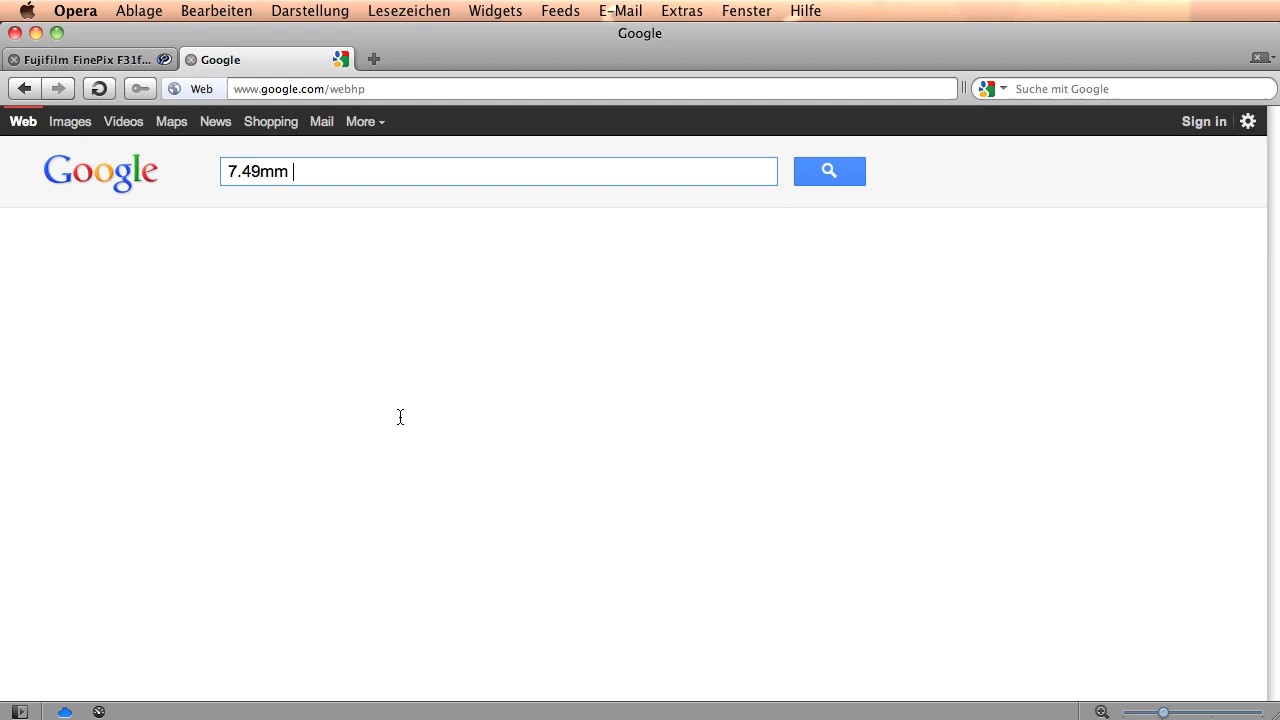 Opera Ablage Bearbeiten Darstellung Lesezeichen Widgets Feeds E-Mail Extras Fenster Hilfe
Google
Fujifilm FinePix F31f... Google
Web www.google.com/webhp Suche mit Google
Web Images Videos Maps News Shopping Mail More Sign in
Google 7.49mm